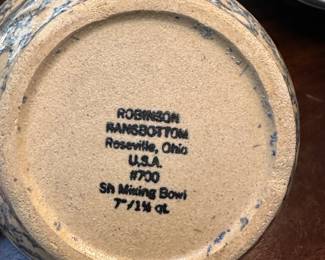 ROBINSON
RANSBOTTOM
Roseville, Ohio
U.S.A.
#700
Sh Mixing Bowl
7"/1½ qt.